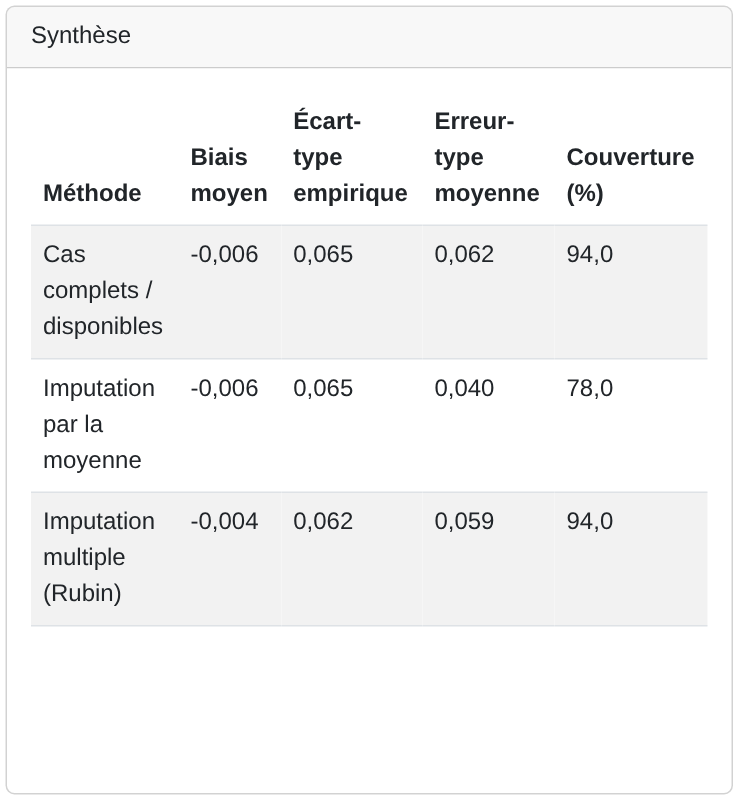 Synthèse
Méthode Biais moyen Écart-type empirique Erreur-type moyenne Couverture (%)
Cas complets / disponibles -0,006 0,065 0,062 94,0
Imputation par la moyenne -0,006 0,065 0,040 78,0
Imputation multiple (Rubin) -0,004 0,062 0,059 94,0